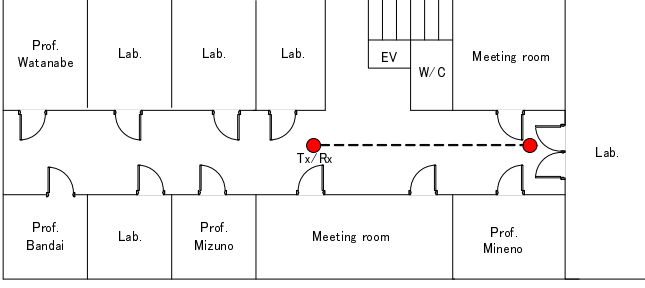 Prof.
Watanabe
Lab.
Lab.
Lab.
EV
W/C
Meeting room
Tx/Rx
Lab.
Prof.
Bandai
Lab.
Prof.
Mizuno
Meeting room
Prof.
Mineno